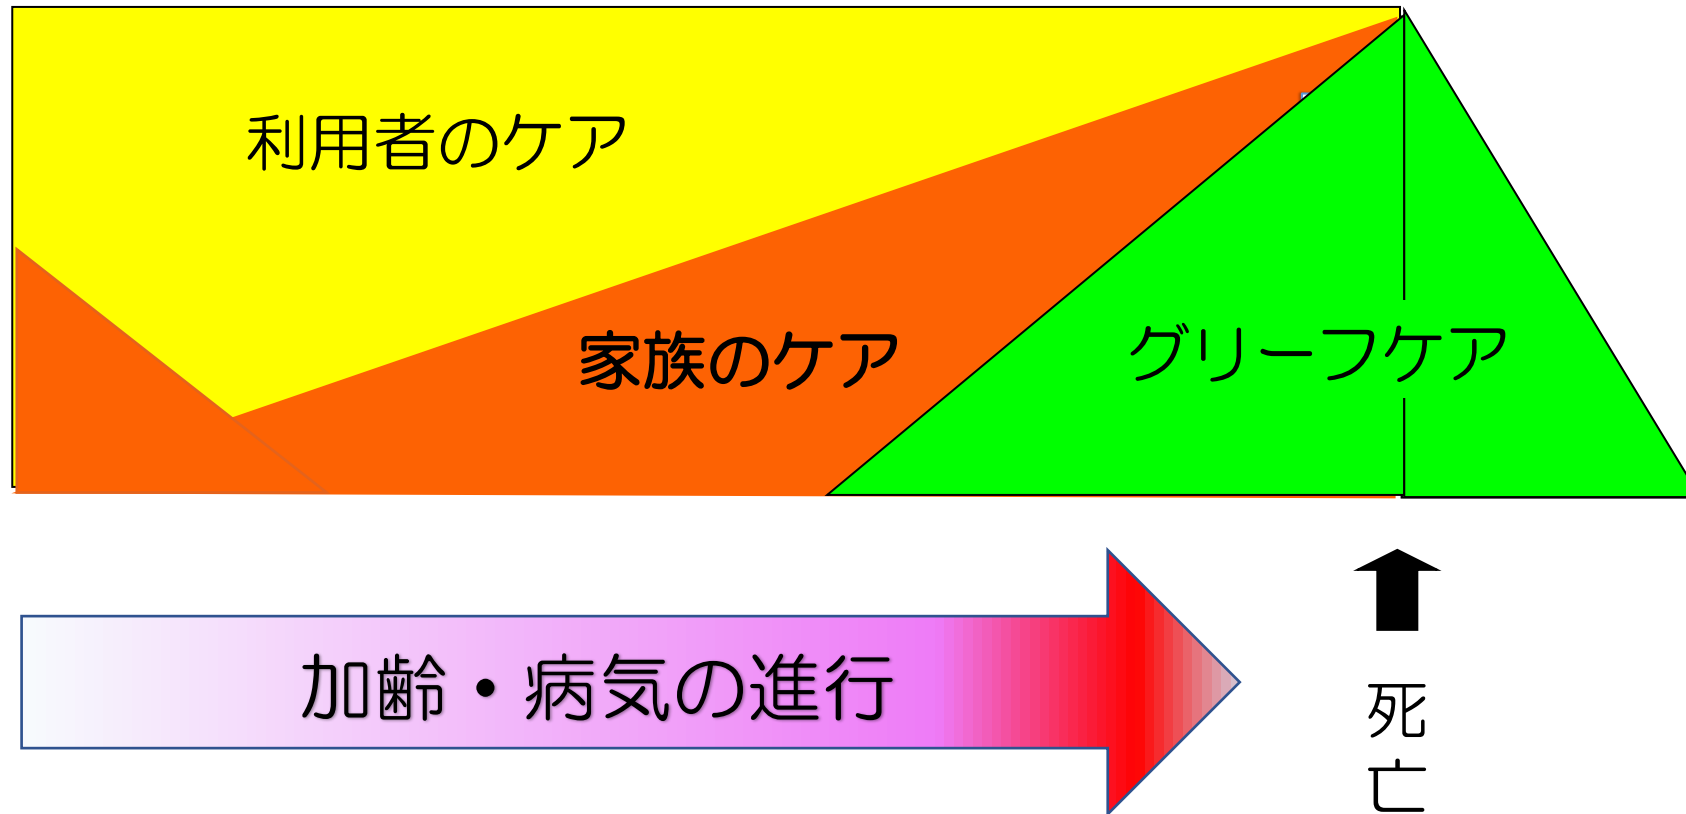 利用者のケア
家族のケア
グリーフケア
加齢・病気の進行
死
亡